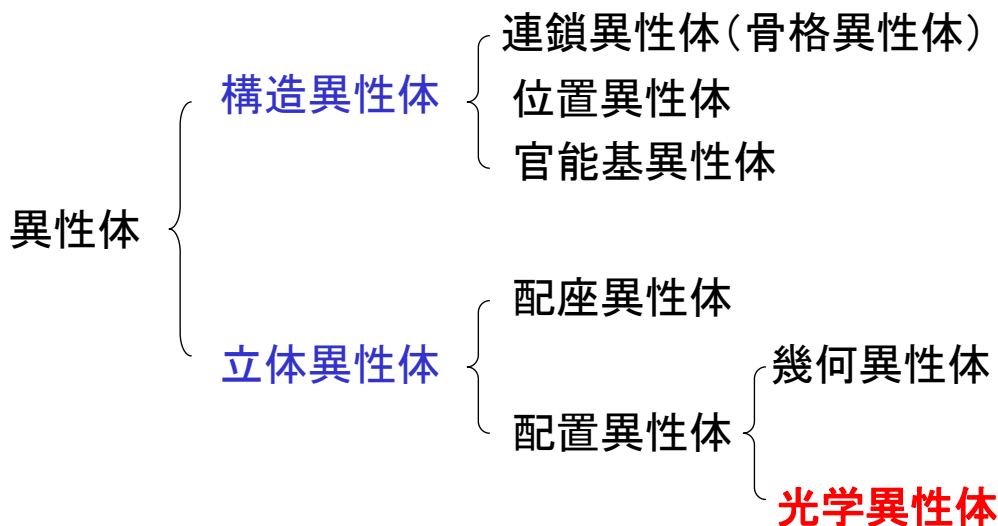 連鎖異性体(骨格異性体)
構造異性体
位置異性体
官能基異性体
異性体
配座異性体
立体異性体
幾何異性体
配置異性体
光学異性体